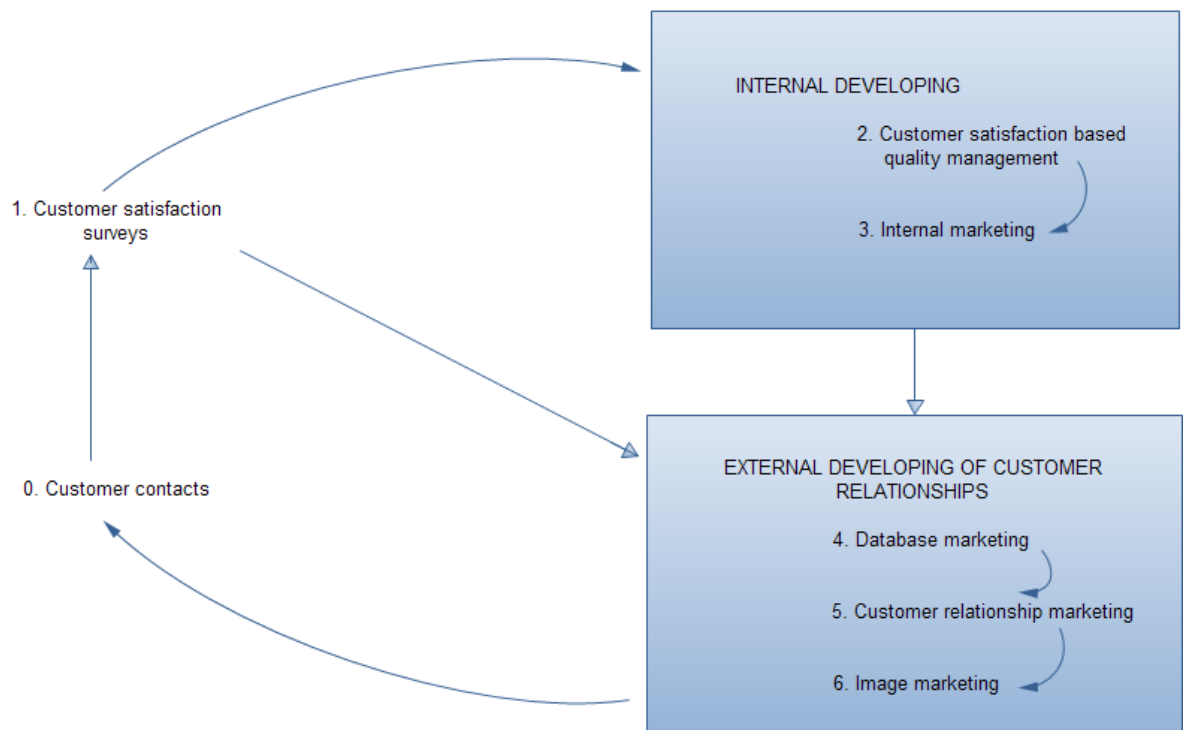 INTERNAL DEVELOPING
2. Customer satisfaction based
quality management
3. Internal marketing
1. Customer satisfaction
surveys
0. Customer contacts
EXTERNAL DEVELOPING OF CUSTOMER
RELATIONSHIPS
4. Database marketing
5. Customer relationship marketing
6. Image marketing